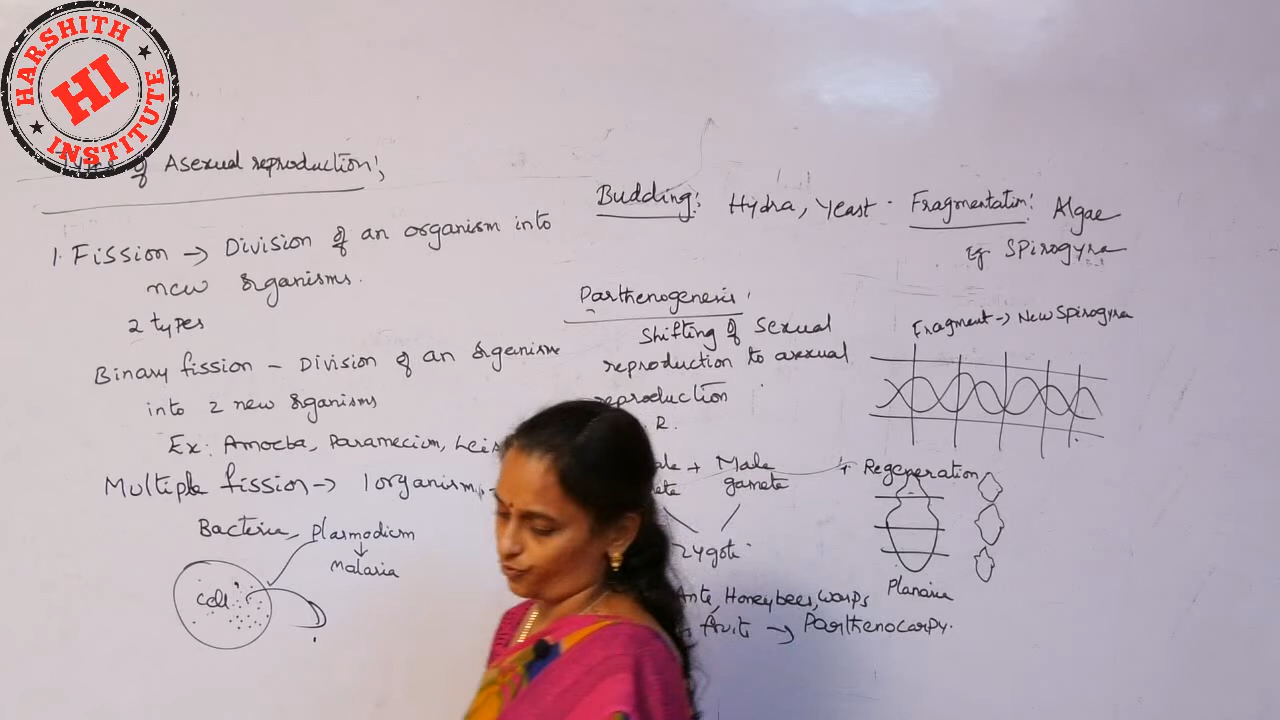 HARSHITH
HI
INSTITUTE
Types of Asexual reproduction;
1. Fission → Division of an organism into
new organisms.
2 types
Binary fission – Division of an organism
into 2 new organisms
Ex: Amoeba, Paramecium, Leis
Multiple fission → 1 organism
Bacteria, Plasmodium
↓
Malaria
Cell
Budding: Hydra, Yeast.
Parthenogenesis:
Shifting of sexual
reproduction to asexual
reproduction
R.
+ Male
gamete
Zygote
Ants, Honeybees, Wasps
→ Parthenocarpy.
Fragmentation: Algae
eg Spirogyra
Fragment → New Spirogyra
+ Regeneration
Planaria